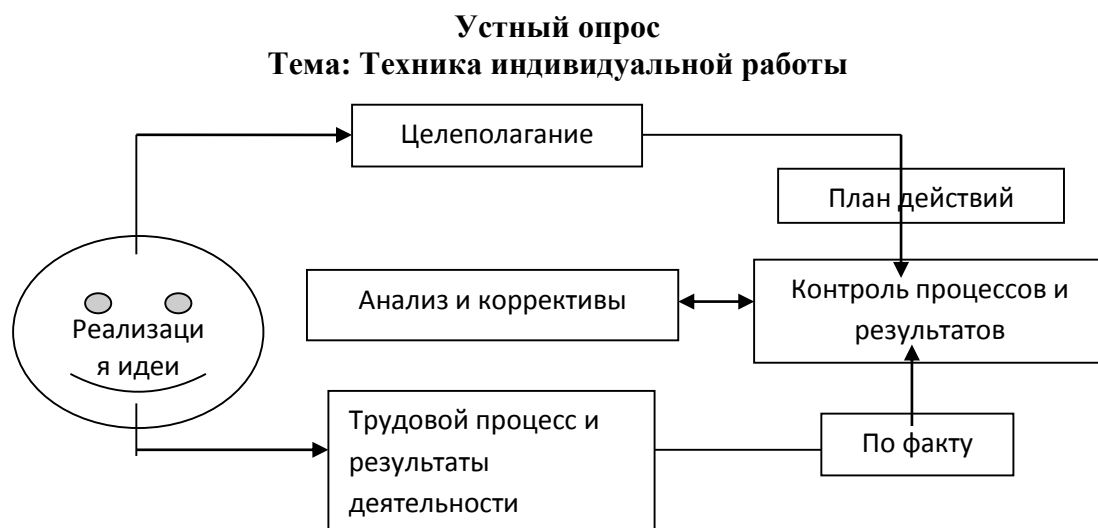 Устный опрос
Тема: Техника индивидуальной работы
Целеполагание
План действий
Анализ и коррективы
Контроль процессов и
результатов
Реализаци
я идеи
Трудовой процесс и
результаты
деятельности
По факту